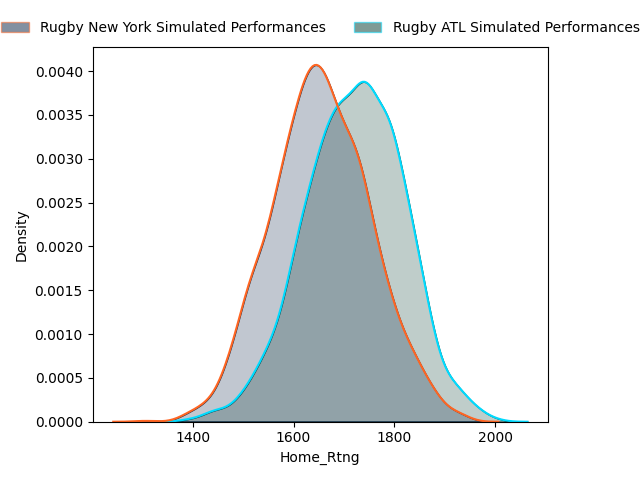 Rugby New York Simulated Performances Rugby ATL Simulated Performances
0.0040
0.0035
0.0030
0.0025
0.0020
0.0015
0.0010
0.0005
0.0000
Density
1400 1600 1800 2000
Home_Rtng